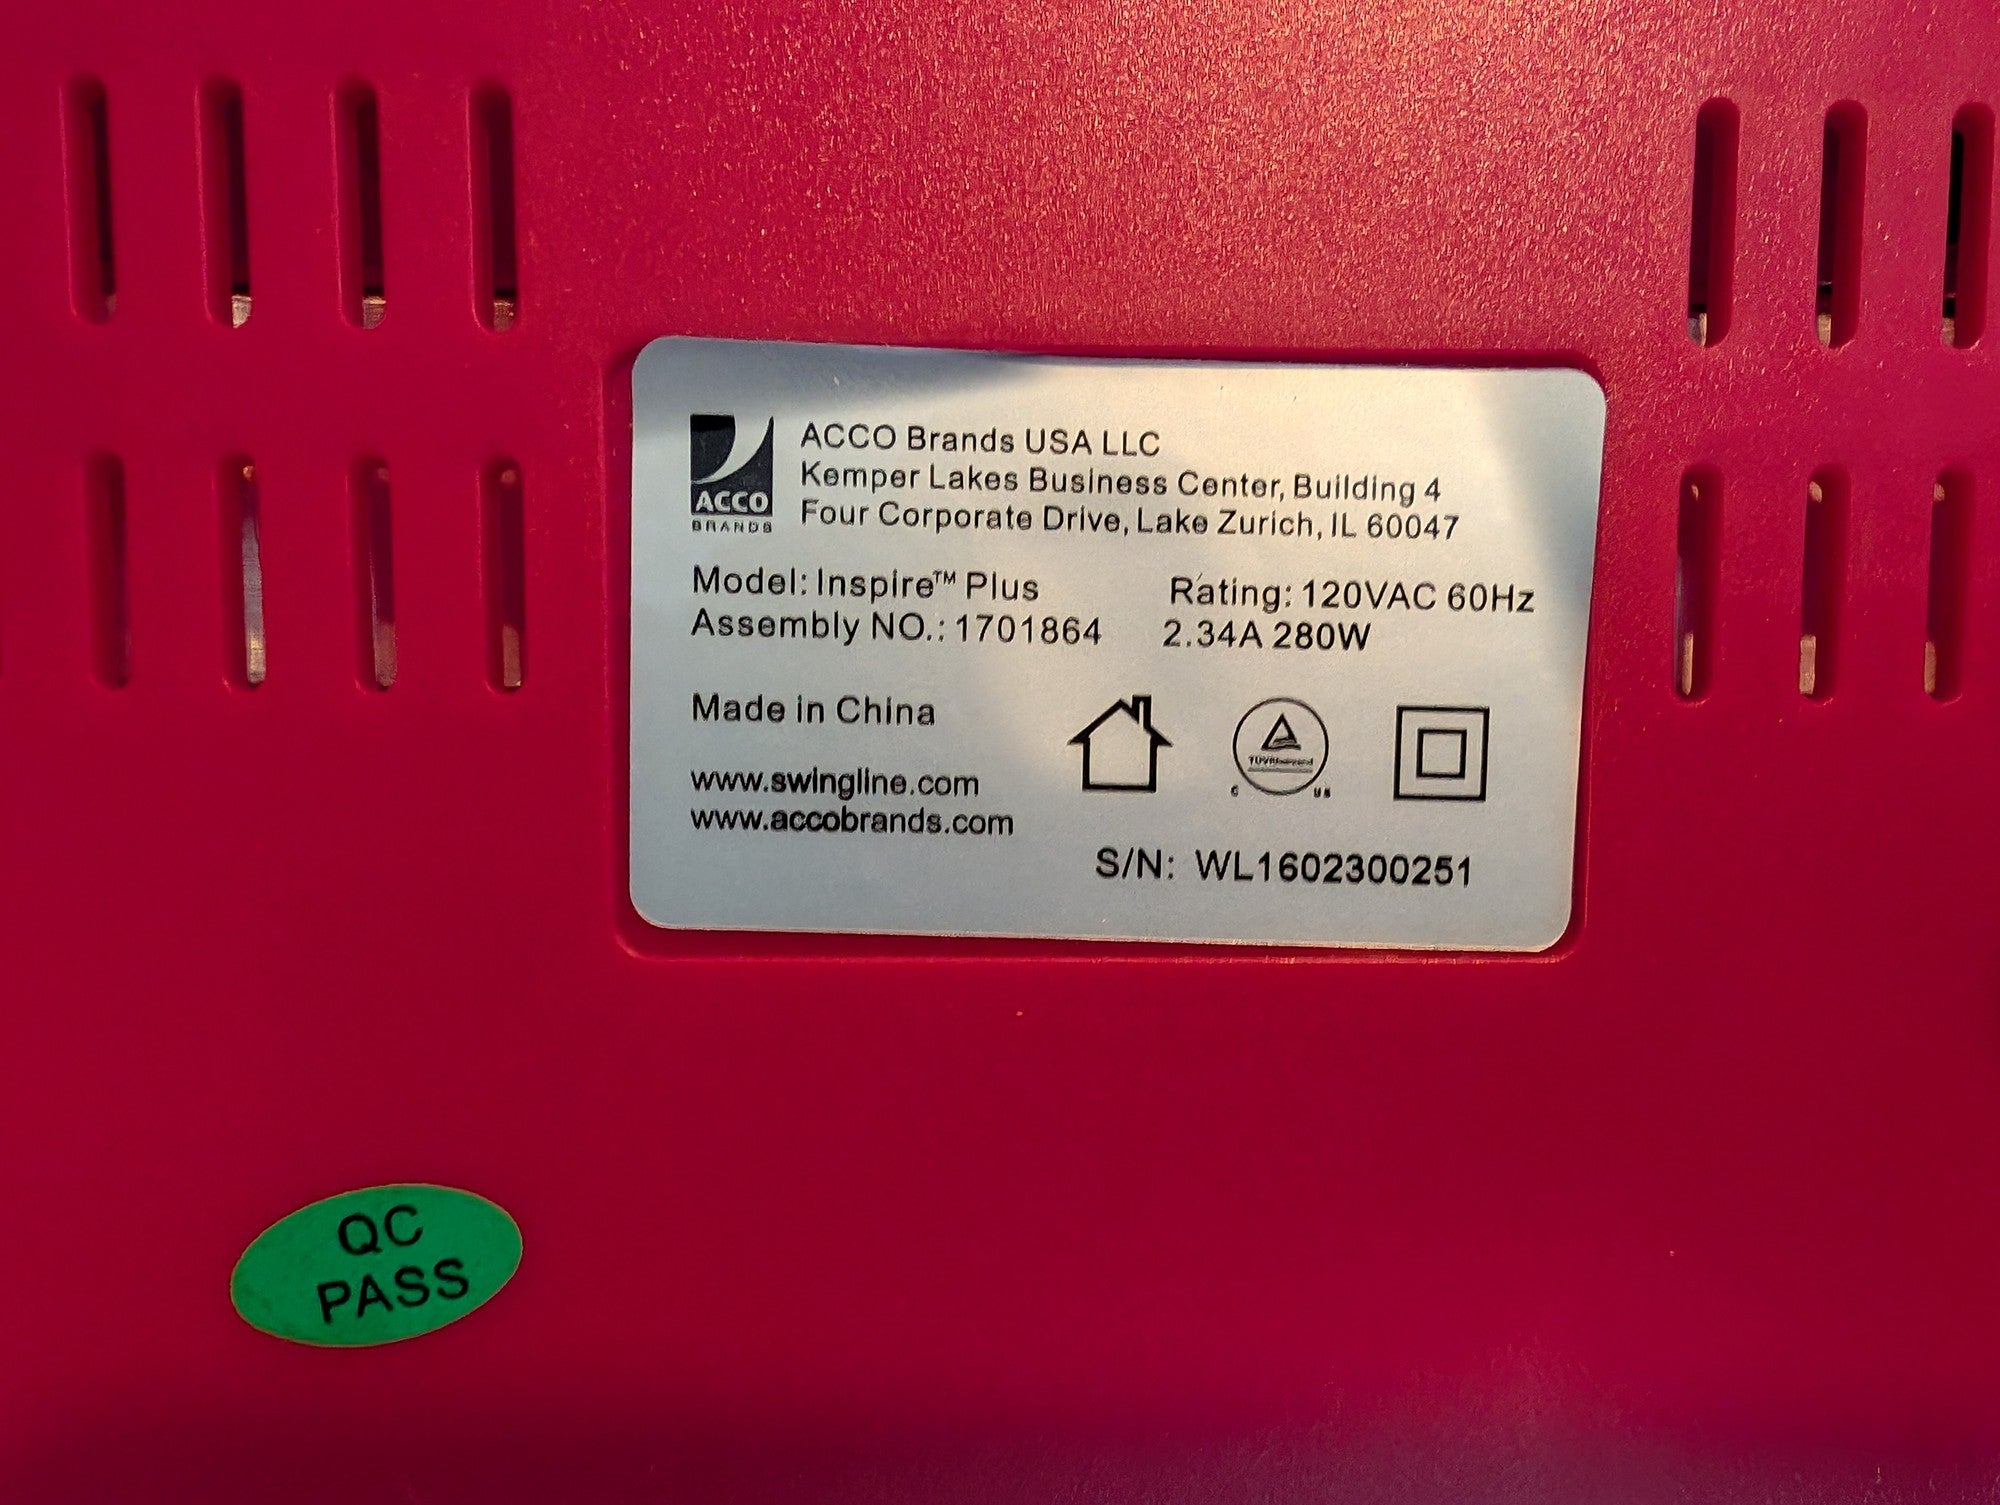 ACCO
BRANDS
ACCO Brands USA LLC
Kemper Lakes Business Center, Building 4
Four Corporate Drive, Lake Zurich, IL 60047
Model: Inspire™ Plus
Rating: 120VAC 60Hz
Assembly NO.: 1701864
2.34A 280W
Made in China
www.swingline.com
www.accobrands.com
TÜVRheinland
C US
S/N: WL1602300251
QC
PASS